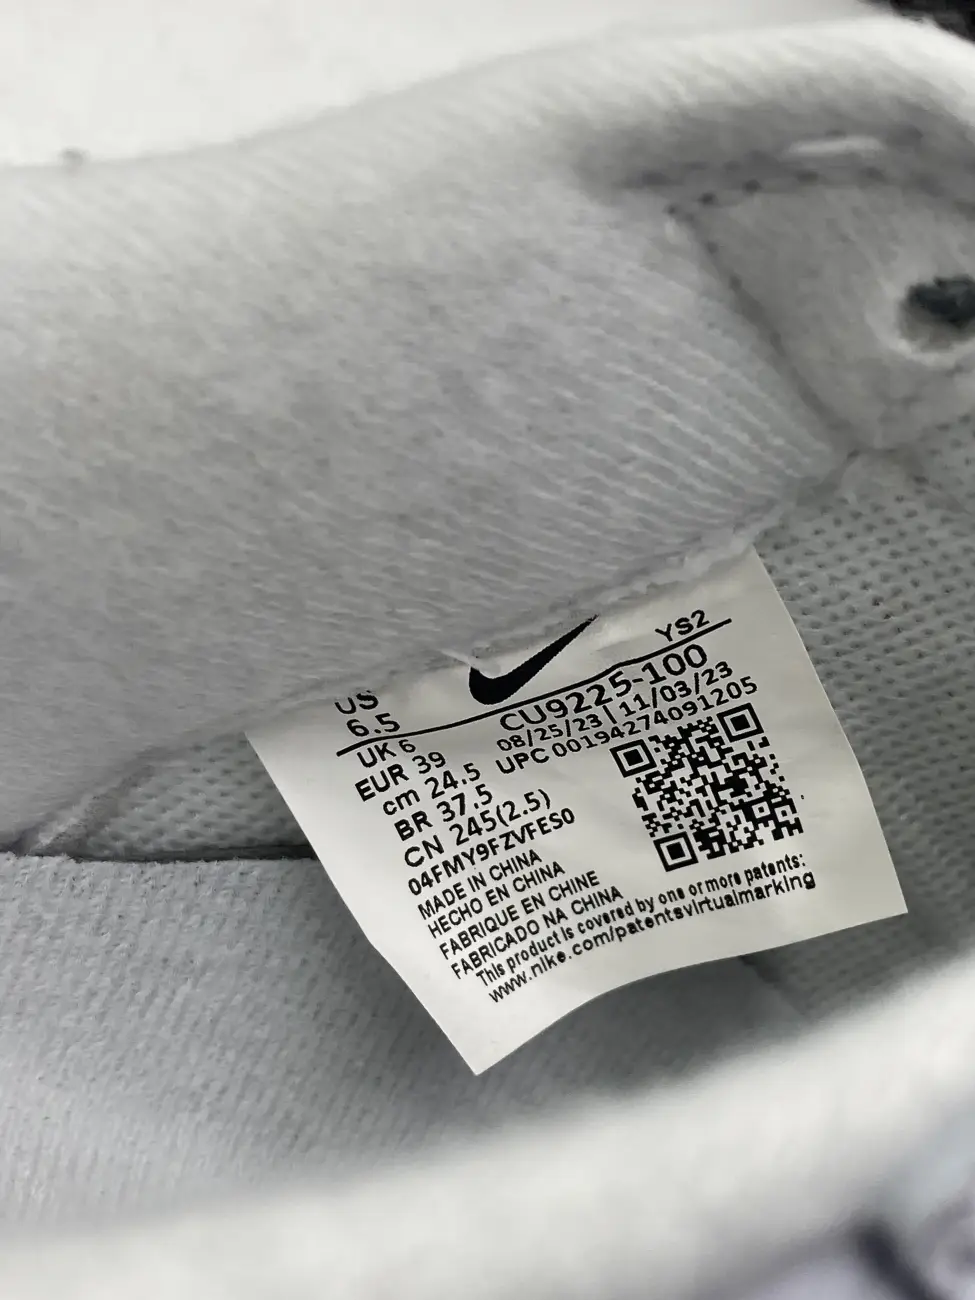 US
6.5
UK 6
EUR 39
cm 24.5
BR 37.5
CN 245(2.5)
04FMY9FZVFES0
MADE IN CHINA
HECHO EN CHINA
FABRIQUE EN CHINE
FABRICADO NA CHINA
This product is covered by one or more patents:
www.nike.com/patentsvirtualmarking
YS2
CU9225-100
08/25/23 | 11/03/23
UPC 00194274091205